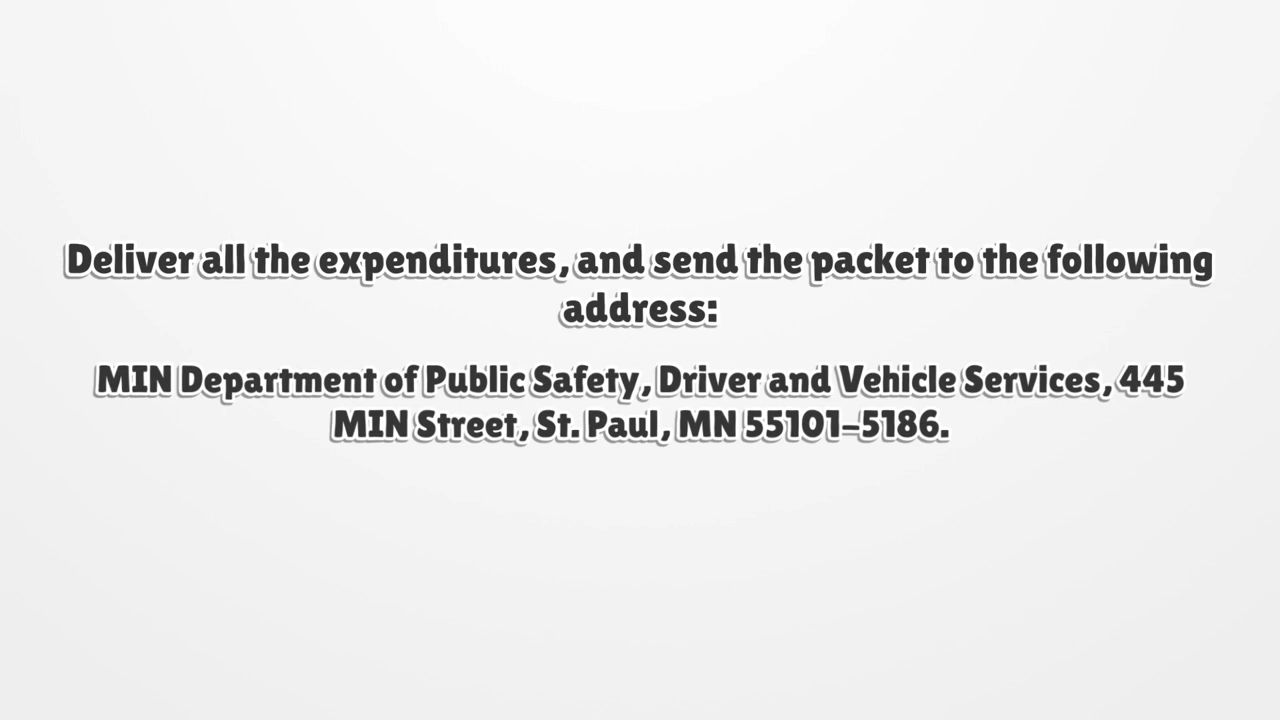 Deliver all the expenditures, and send the packet to the following
address:
MIN Department of Public Safety, Driver and Vehicle Services, 445
MIN Street, St. Paul, MN 55101-5186.